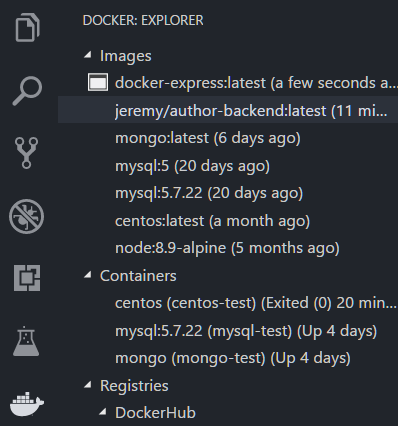 DOCKER: EXPLORER
Images
docker-express:latest (a few seconds a...
jeremy/author-backend:latest (11 mi...
mongo:latest (6 days ago)
mysql:5 (20 days ago)
mysql:5.7.22 (20 days ago)
centos:latest (a month ago)
node:8.9-alpine (5 months ago)
Containers
centos (centos-test) (Exited (0) 20 min...
mysql:5.7.22 (mysql-test) (Up 4 days)
mongo (mongo-test) (Up 4 days)
Registries
DockerHub